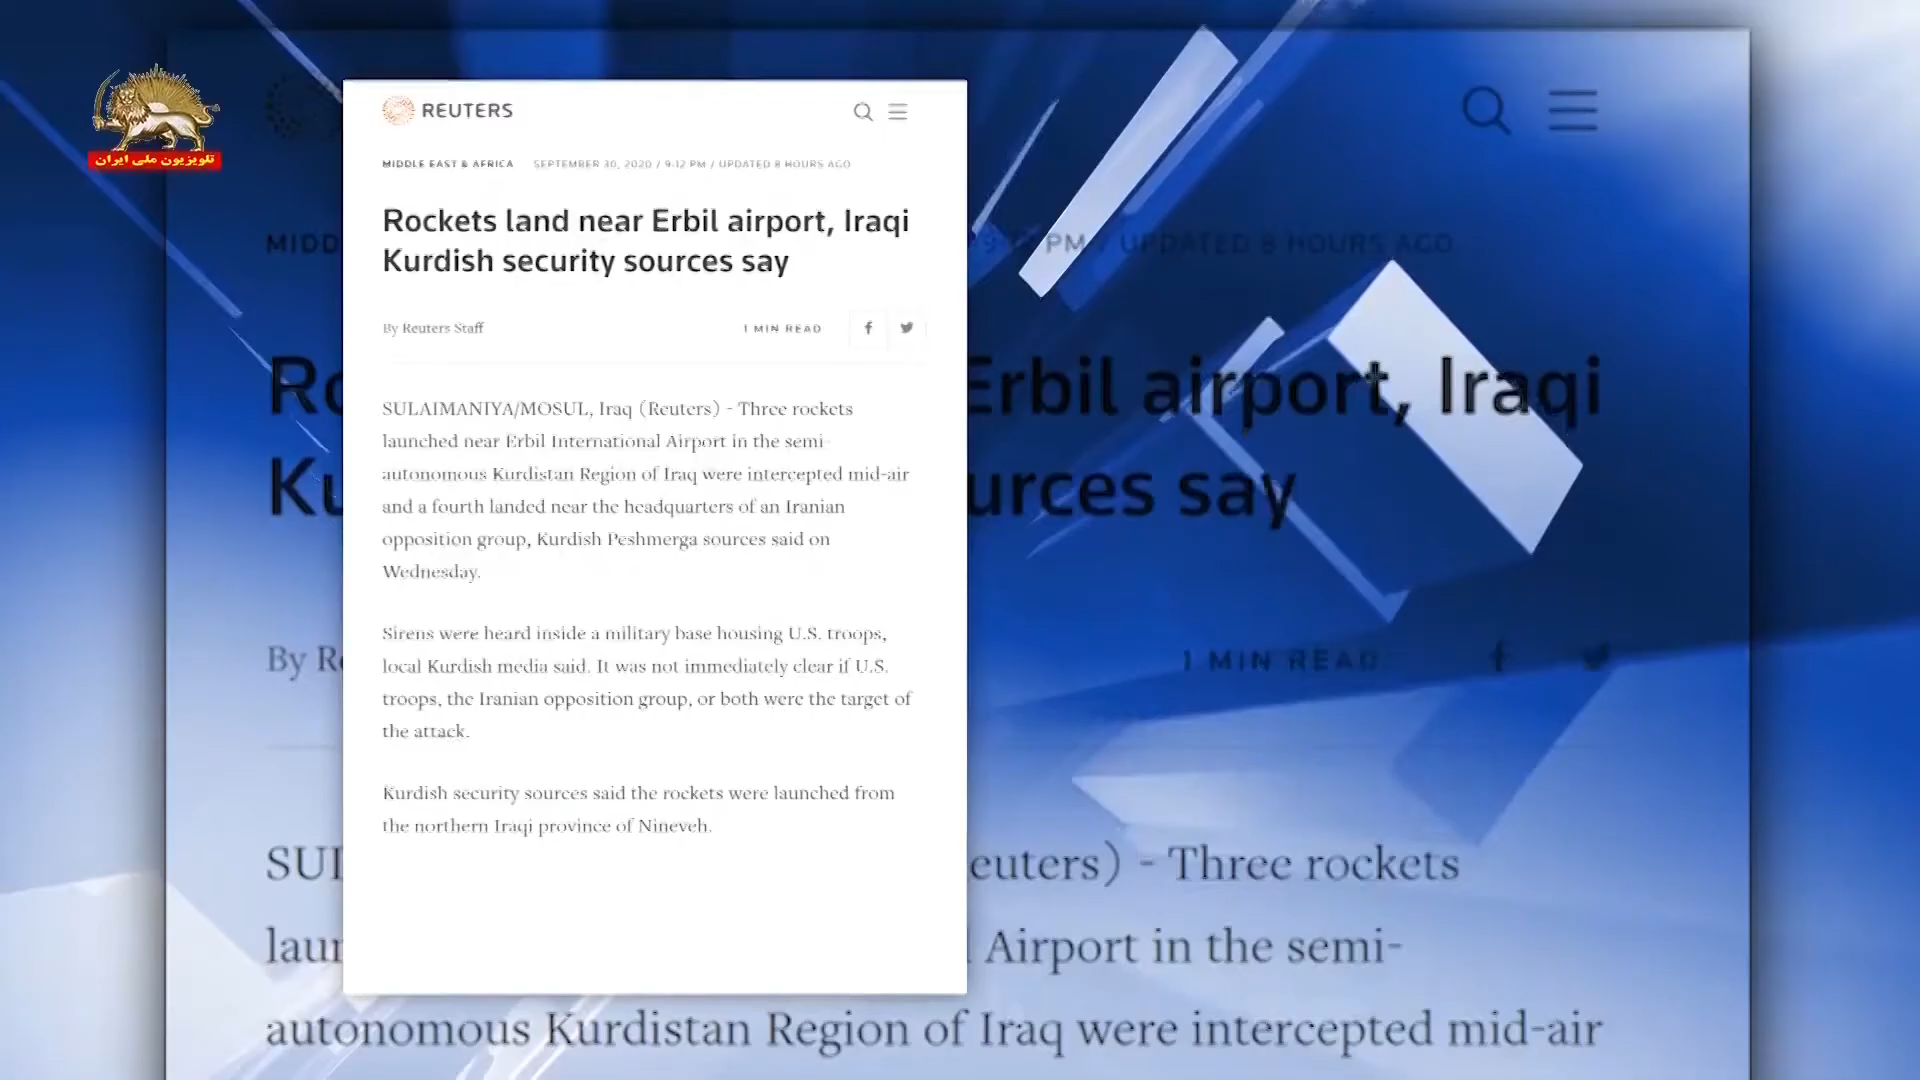 تلویزیون ملی ایران
REUTERS
MIDDLE EAST & AFRICA SEPTEMBER 30, 2020 / 9:12 PM / UPDATED 8 HOURS AGO
Rockets land near Erbil airport, Iraqi
Kurdish security sources say
By Reuters Staff
1 MIN READ
SULAIMANIYA/MOSUL, Iraq (Reuters) - Three rockets
launched near Erbil International Airport in the semi-
autonomous Kurdistan Region of Iraq were intercepted mid-air
and a fourth landed near the headquarters of an Iranian
opposition group, Kurdish Peshmerga sources said on
Wednesday.
Sirens were heard inside a military base housing U.S. troops,
local Kurdish media said. It was not immediately clear if U.S.
troops, the Iranian opposition group, or both were the target of
the attack.
Kurdish security sources said the rockets were launched from
the northern Iraqi province of Nineveh.
PM / UPDATED 8 HOURS AGO
Erbil airport, Iraqi
say
By
1 MIN READ
- Three rockets
Airport in the semi-
autonomous Kurdistan Region of Iraq were intercepted mid-air